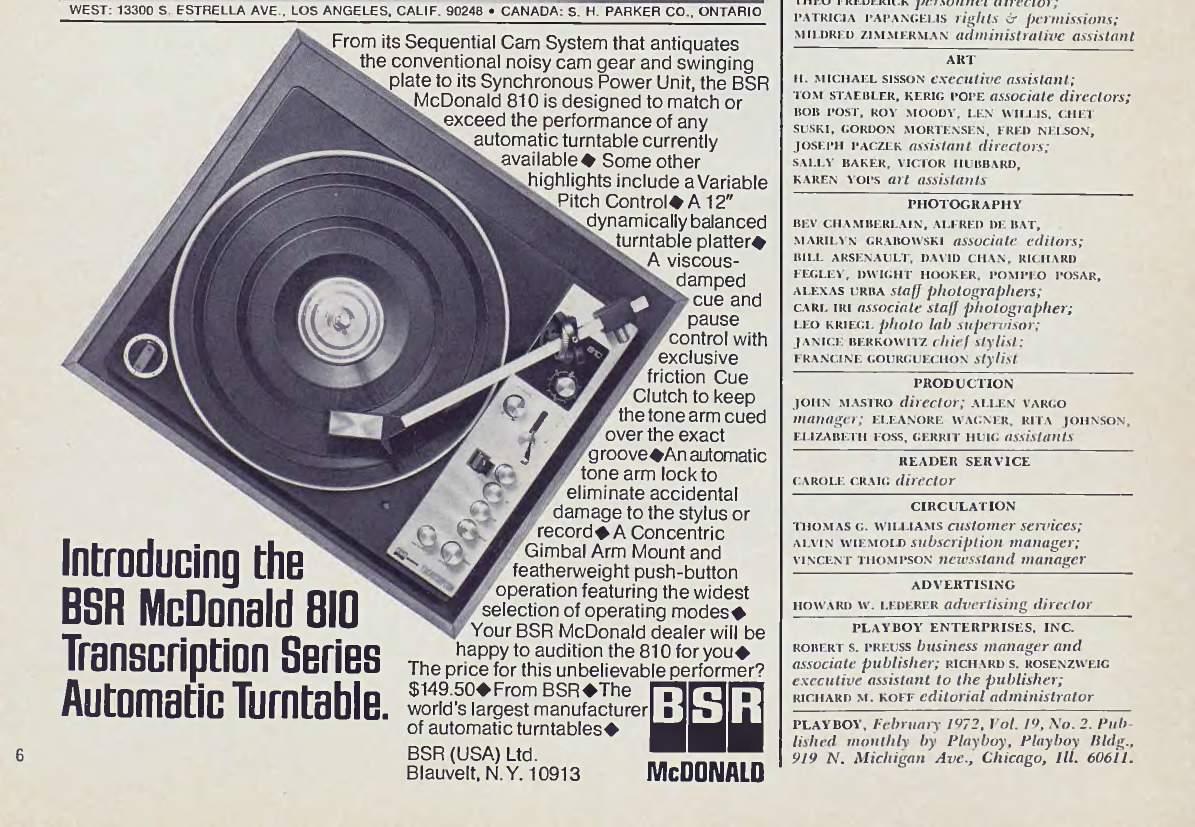 WEST: 13300 S. ESTRELLA AVE., LOS ANGELES, CALIF. 90248 • CANADA: S. H. PARKER CO., ONTARIO
From its Sequential Cam System that antiquates
the conventional noisy cam gear and swinging
plate to its Synchronous Power Unit, the BSR
McDonald 810 is designed to match or
exceed the performance of any
automatic turntable currently
available◆ Some other
highlights include a Variable
Pitch Control◆A 12"
dynamically balanced
turntable platter◆
A viscous-
damped
cue and
pause
control with
exclusive
friction Cue
Clutch to keep
the tone arm cued
over the exact
groove◆An automatic
tone arm lock to
eliminate accidental
damage to the stylus or
record◆A Concentric
Gimbal Arm Mount and
featherweight push-button
operation featuring the widest
selection of operating modes◆
Your BSR McDonald dealer will be
happy to audition the 810 for you◆
The price for this unbelievable performer?
$149.50◆From BSR◆The
world's largest manufacturer
of automatic turntables◆
BSR (USA) Ltd.
Blauvelt, N.Y. 10913
BSR
McDONALD
Introducing the
BSR McDonald 810
Transcription Series
Automatic Turntable.
6
THEO FREDERICK personnel director;
PATRICIA PAPANGELIS rights & permissions;
MILDRED ZIMMERMAN administrative assistant
ART
H. MICHAEL SISSON executive assistant;
TOM STAEBLER, KERIG POPE associate directors;
BOB POST, ROY MOODY, LEN WILLIS, CHET
SUSKI, GORDON MORTENSEN, FRED NELSON,
JOSEPH PACZEK assistant directors;
SALLY BAKER, VICTOR HUBBARD,
KAREN YOPS art assistants
PHOTOGRAPHY
BEV CHAMBERLAIN, ALFRED DE BAT,
MARILYN GRABOWSKI associate editors;
BILL ARSENAULT, DAVID CHAN, RICHARD
FEGLEY, DWIGHT HOOKER, POMPEO POSAR,
ALEXAS URBA staff photographers;
CARL IRI associate staff photographer;
LEO KRIEGL photo lab supervisor;
JANICE BERKOWITZ chief stylist;
FRANCINE GOURGUECHON stylist
PRODUCTION
JOHN MASTRO director; ALLEN VARGO
manager; ELEANORE WAGNER, RITA JOHNSON,
ELIZABETH FOSS, GERRIT HUIG assistants
READER SERVICE
CAROLE CRAIG director
CIRCULATION
THOMAS G. WILLIAMS customer services;
ALVIN WIEMOLD subscription manager;
VINCENT THOMPSON newsstand manager
ADVERTISING
HOWARD W. LEDERER advertising director
PLAYBOY ENTERPRISES, INC.
ROBERT S. PREUSS business manager and
associate publisher; RICHARD S. ROSENZWEIG
executive assistant to the publisher;
RICHARD M. KOFF editorial administrator
PLAYBOY, February 1972, Vol. 19, No. 2. Pub-
lished monthly by Playboy, Playboy Bldg.,
919 N. Michigan Ave., Chicago, Ill. 60611.